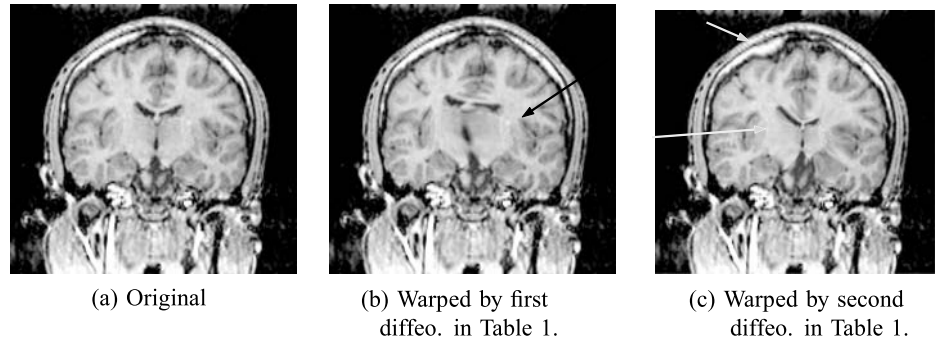 (a) Original
(b) Warped by first
diffeo. in Table 1.
(c) Warped by second
diffeo. in Table 1.